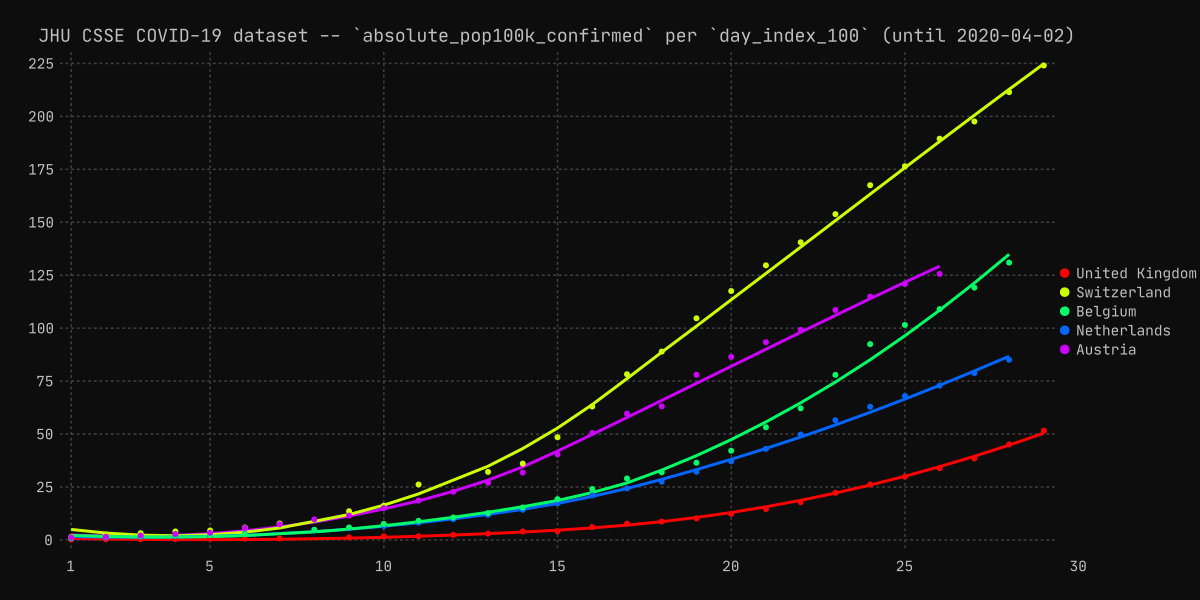 JHU CSSE COVID-19 dataset -- `absolute_pop100k_confirmed` per `day_index_100` (until 2020-04-02)
225
200
175
150
125
100
75
50
25
0
1 5 10 15 20 25 30
United Kingdom
Switzerland
Belgium
Netherlands
Austria